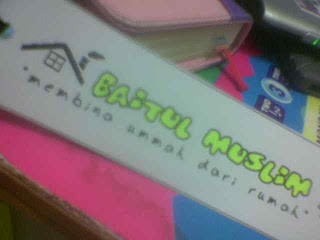 BAiTUL MUSLiM
·membina ummah dari rumah·